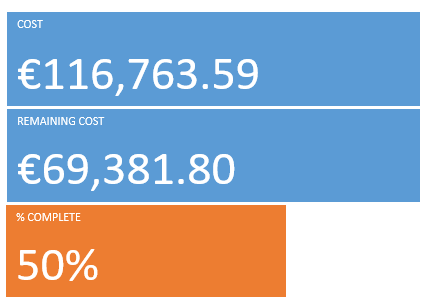 COST
€116,763.59
REMAINING COST
€69,381.80
% COMPLETE
50%